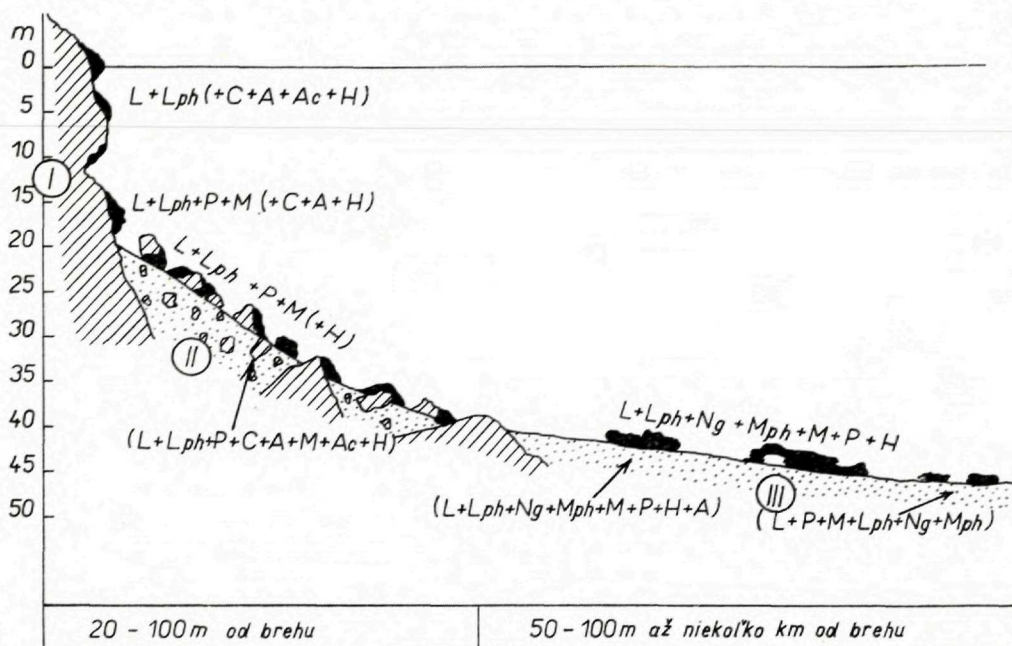 m
0
5
10
15
20
25
30
35
40
45
50
L+Lph (+C+A+Ac+H)
I
L+Lph+P+M (+C+A+H)
L+Lph +P+M(+H)
II
(L+Lph+P+C+A+M+Ac+H)
L+Lph+Ng +Mph+M+P+H
(L+Lph+Ng+Mph+M+P+H+A)
III
(L+P+M+Lph+Ng+Mph)
20 - 100 m od brehu
50 - 100 m až niekoľko km od brehu